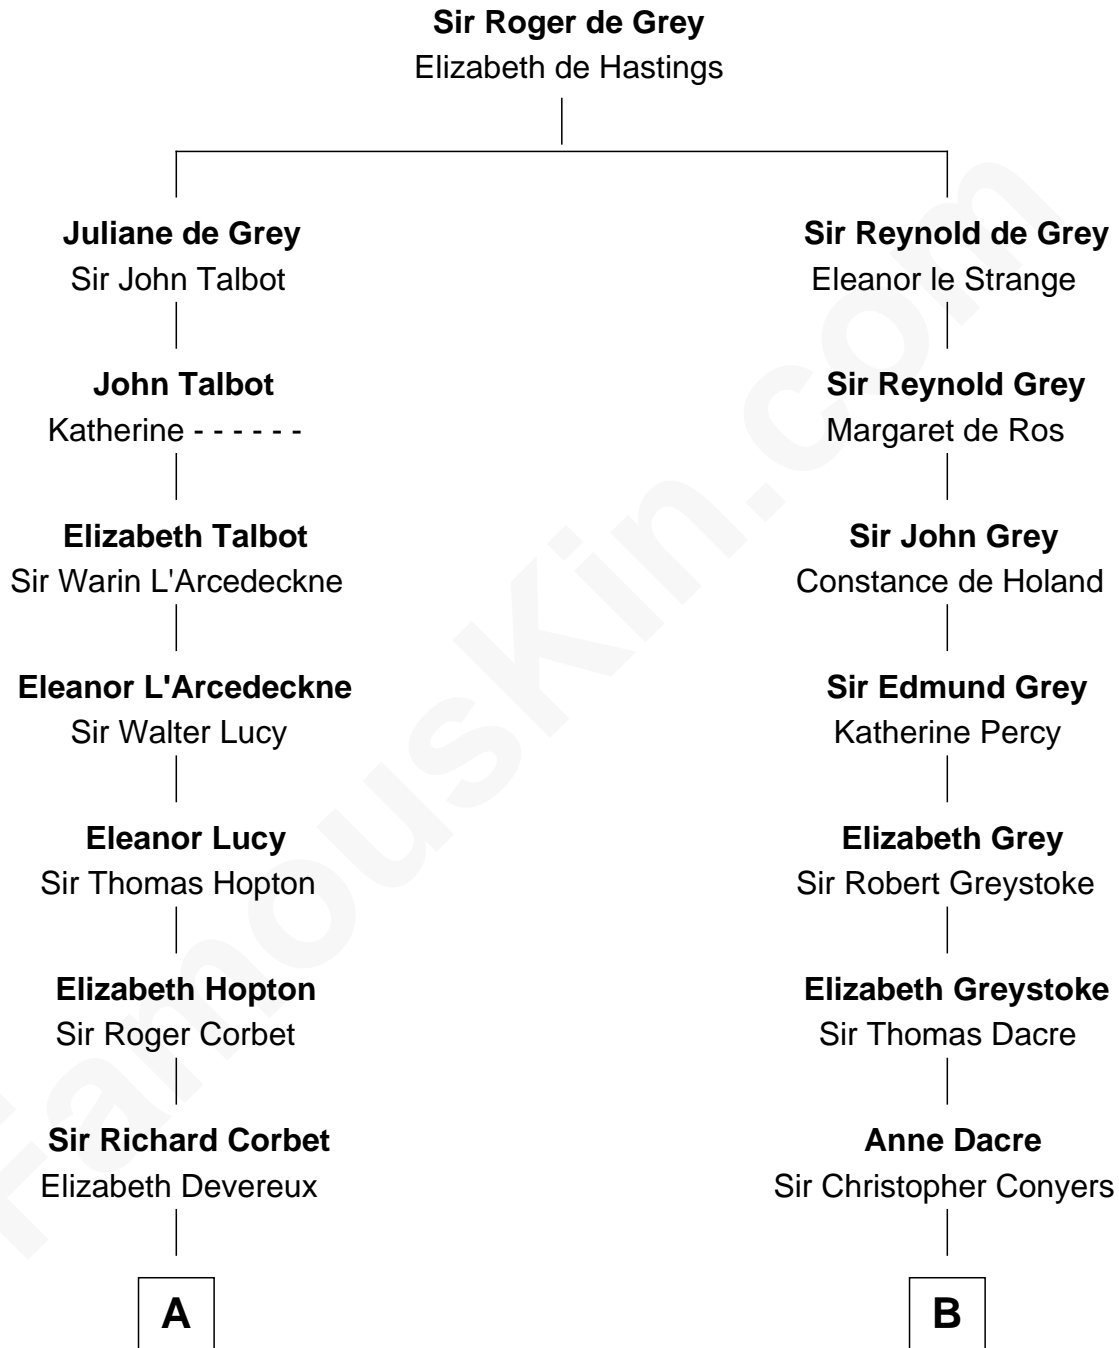 Sir Roger de Grey
Elizabeth de Hastings
Juliane de Grey
Sir John Talbot
John Talbot
Katherine - - - - - -
Elizabeth Talbot
Sir Warin L'Arcedeckne
Eleanor L'Arcedeckne
Sir Walter Lucy
Eleanor Lucy
Sir Thomas Hopton
Elizabeth Hopton
Sir Roger Corbet
Sir Richard Corbet
Elizabeth Devereux
A
Sir Reynold de Grey
Eleanor le Strange
Sir Reynold Grey
Margaret de Ros
Sir John Grey
Constance de Holand
Sir Edmund Grey
Katherine Percy
Elizabeth Grey
Sir Robert Greystoke
Elizabeth Greystoke
Sir Thomas Dacre
Anne Dacre
Sir Christopher Conyers
B
FamousKin.com